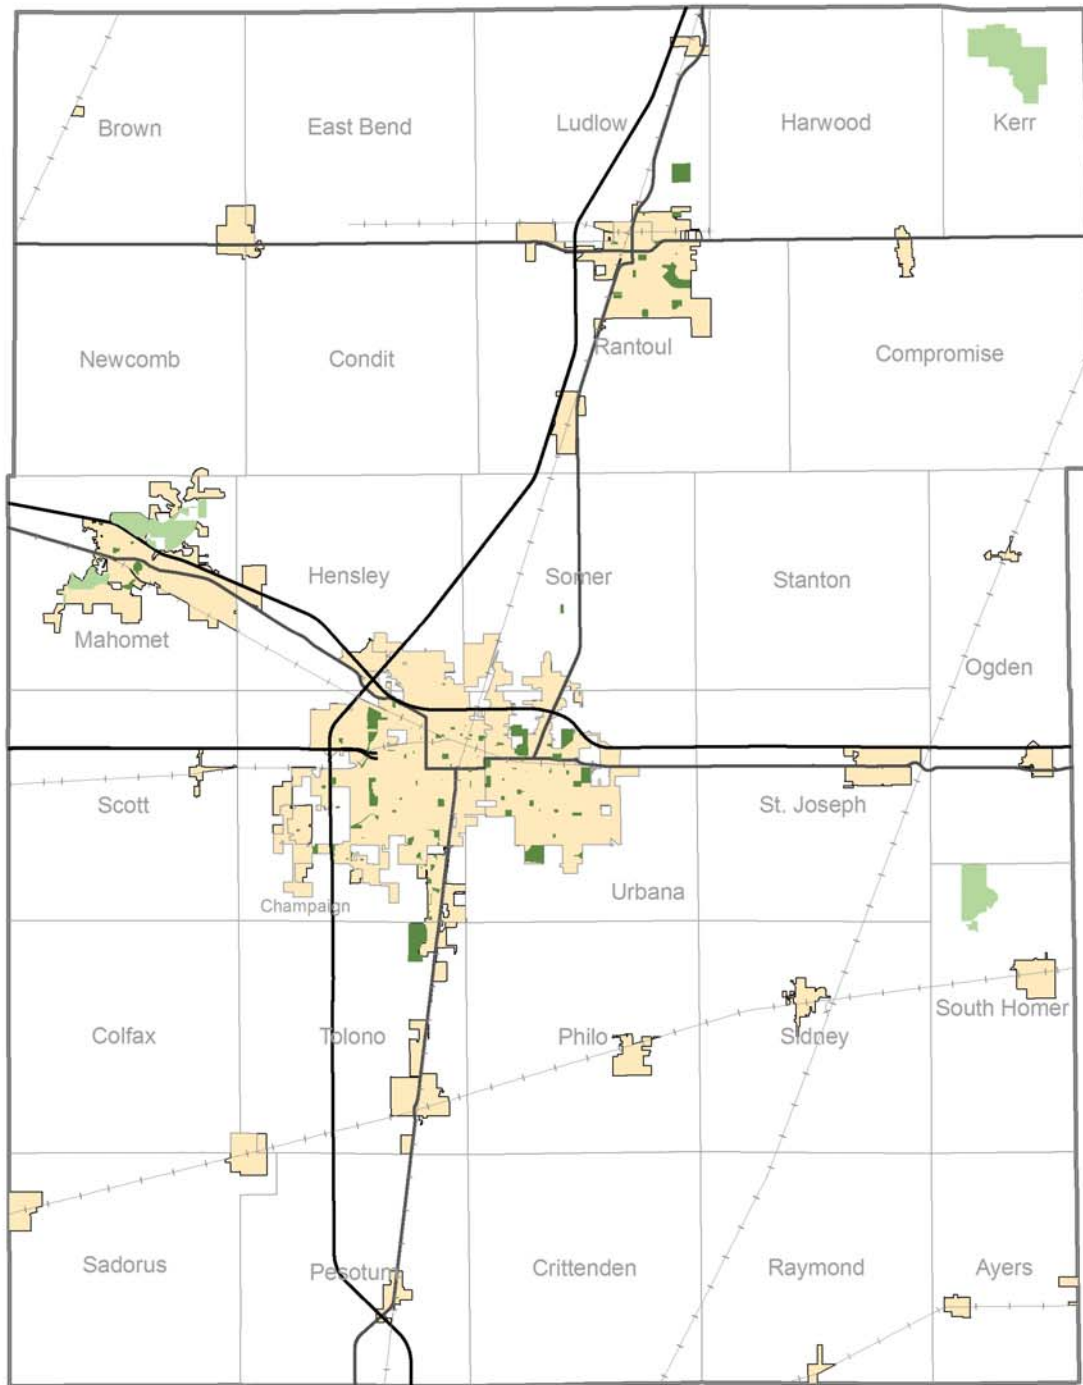 Brown
East Bend
Ludlow
Harwood
Kerr
Newcomb
Condit
Rantoul
Compromise
Mahomet
Hensley
Somer
Stanton
Ogden
Scott
Champaign
Urbana
St. Joseph
Colfax
Tolono
Philo
Sidney
South Homer
Sadorus
Pesotum
Crittenden
Raymond
Ayers